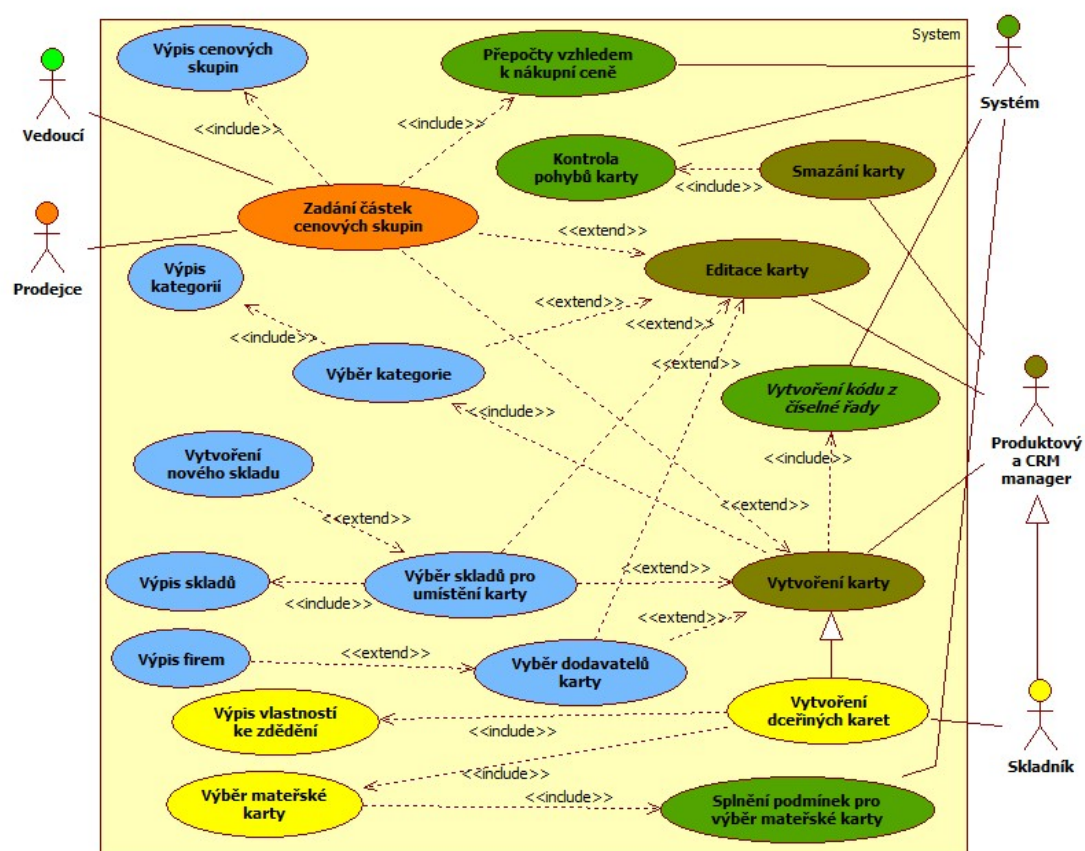 System
Výpis cenových
skupin
Přepočty vzhledem
k nákupní ceně
Systém
Vedoucí
<<include>>
<<include>>
Kontrola
pohybů karty
<<include>>
Smazání karty
Zadání částek
cenových skupin
<<extend>>
Prodejce
Výpis
kategorií
Editace karty
<<include>>
<<extend>>
<<extend>>
<<extend>>
Výběr kategorie
<<include>>
Vytvoření kódu z
číselné řady
Produktový
a CRM
manager
Vytvoření
nového skladu
<<include>>
<<extend>>
<<extend>>
Výpis skladů
<<include>>
Výběr skladů pro
umístění karty
<<extend>>
Vytvoření karty
<<extend>>
Výpis firem
<<extend>>
Vyběr dodavatelů
karty
Výpis vlastností
ke zdědění
<<include>>
Vytvoření
dceřiných karet
Skladník
<<include>>
Výběr mateřské
karty
<<include>>
Splnění podmínek pro
výběr mateřské karty